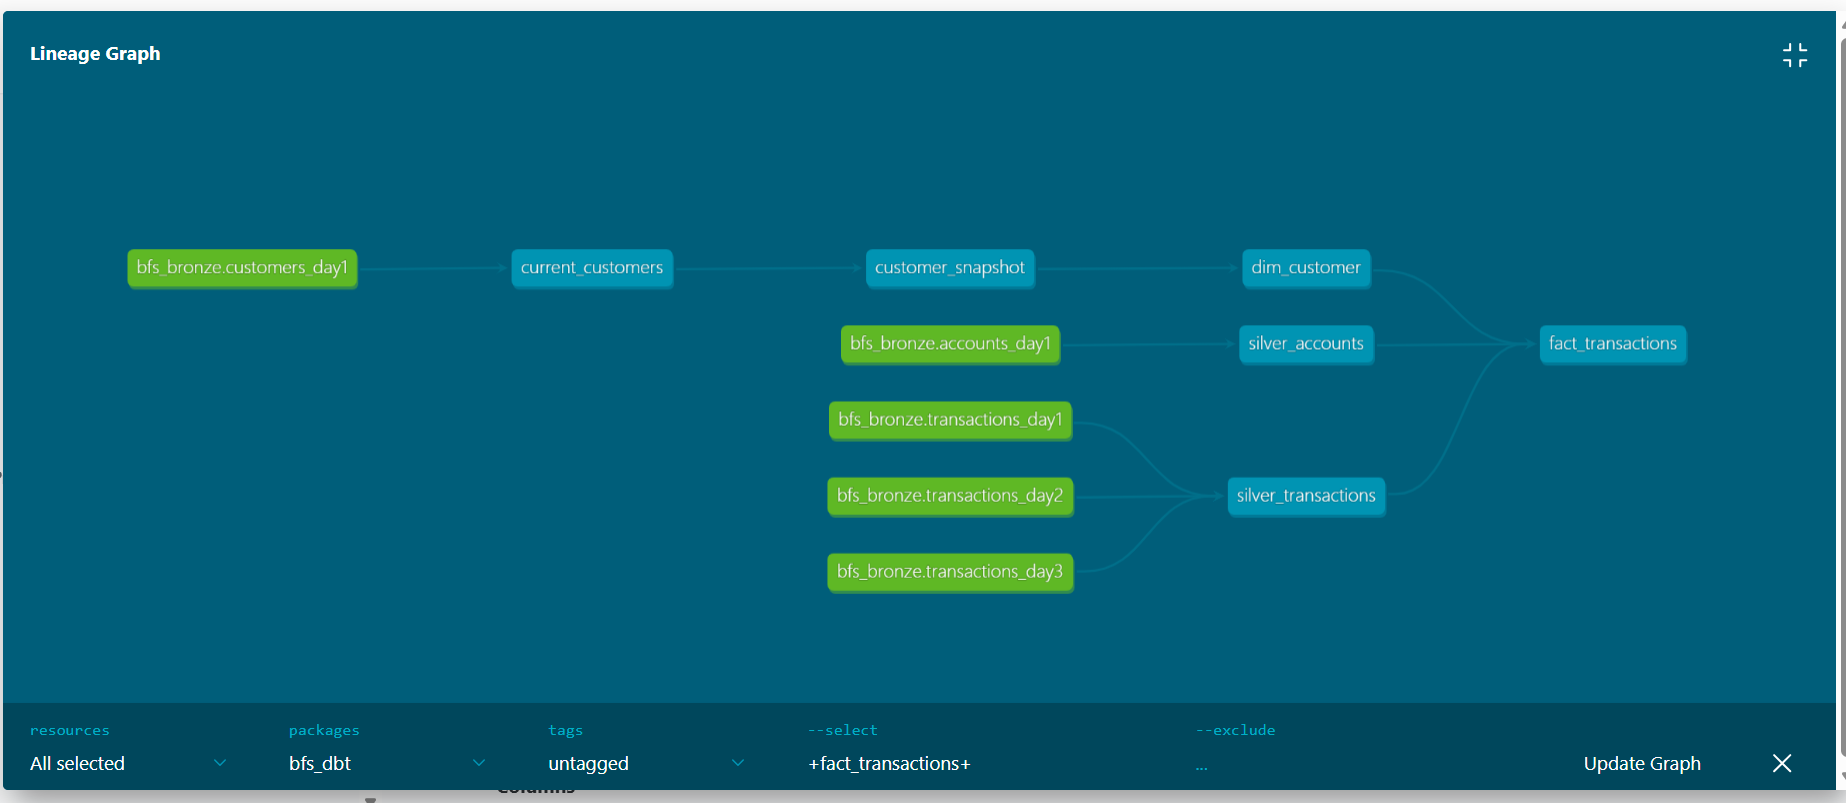 Lineage Graph
bfs_bronze.customers_day1
current_customers
customer_snapshot
dim_customer
bfs_bronze.accounts_day1
silver_accounts
fact_transactions
bfs_bronze.transactions_day1
bfs_bronze.transactions_day2
silver_transactions
bfs_bronze.transactions_day3
resources
packages
tags
--select
--exclude
All selected
bfs_dbt
untagged
+fact_transactions+
...
Update Graph
Columns